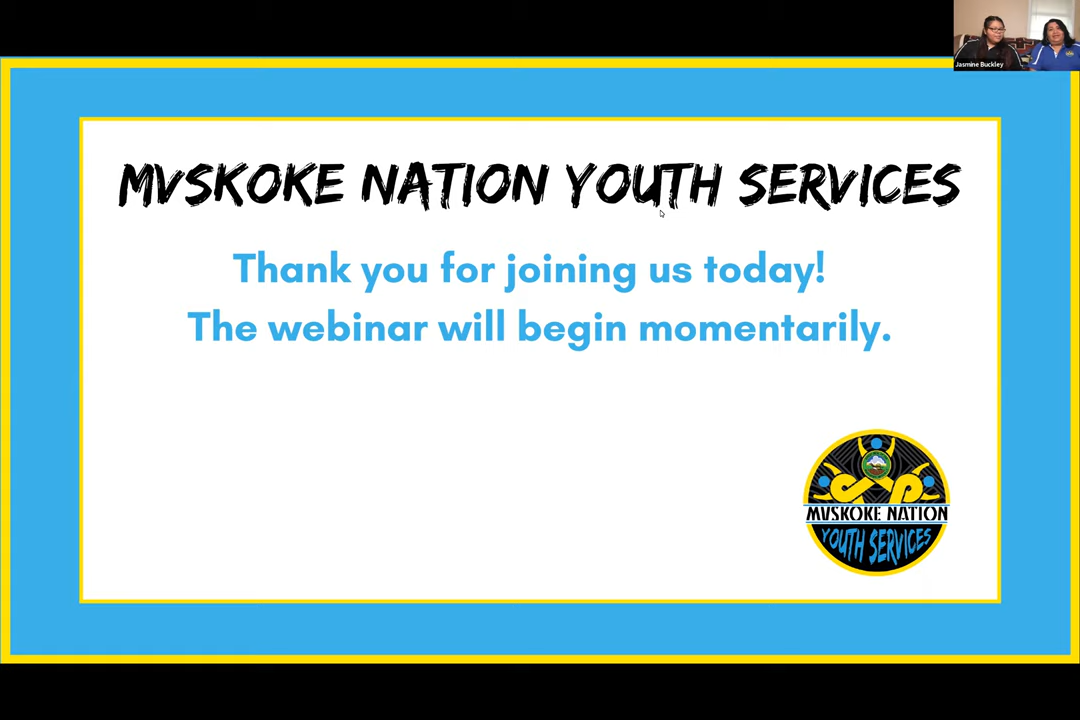 Jasmine Buckley
MVSKOKE NATION YOUTH SERVICES
Thank you for joining us today!
The webinar will begin momentarily.
MVSKOKE NATION
YOUTH SERVICES